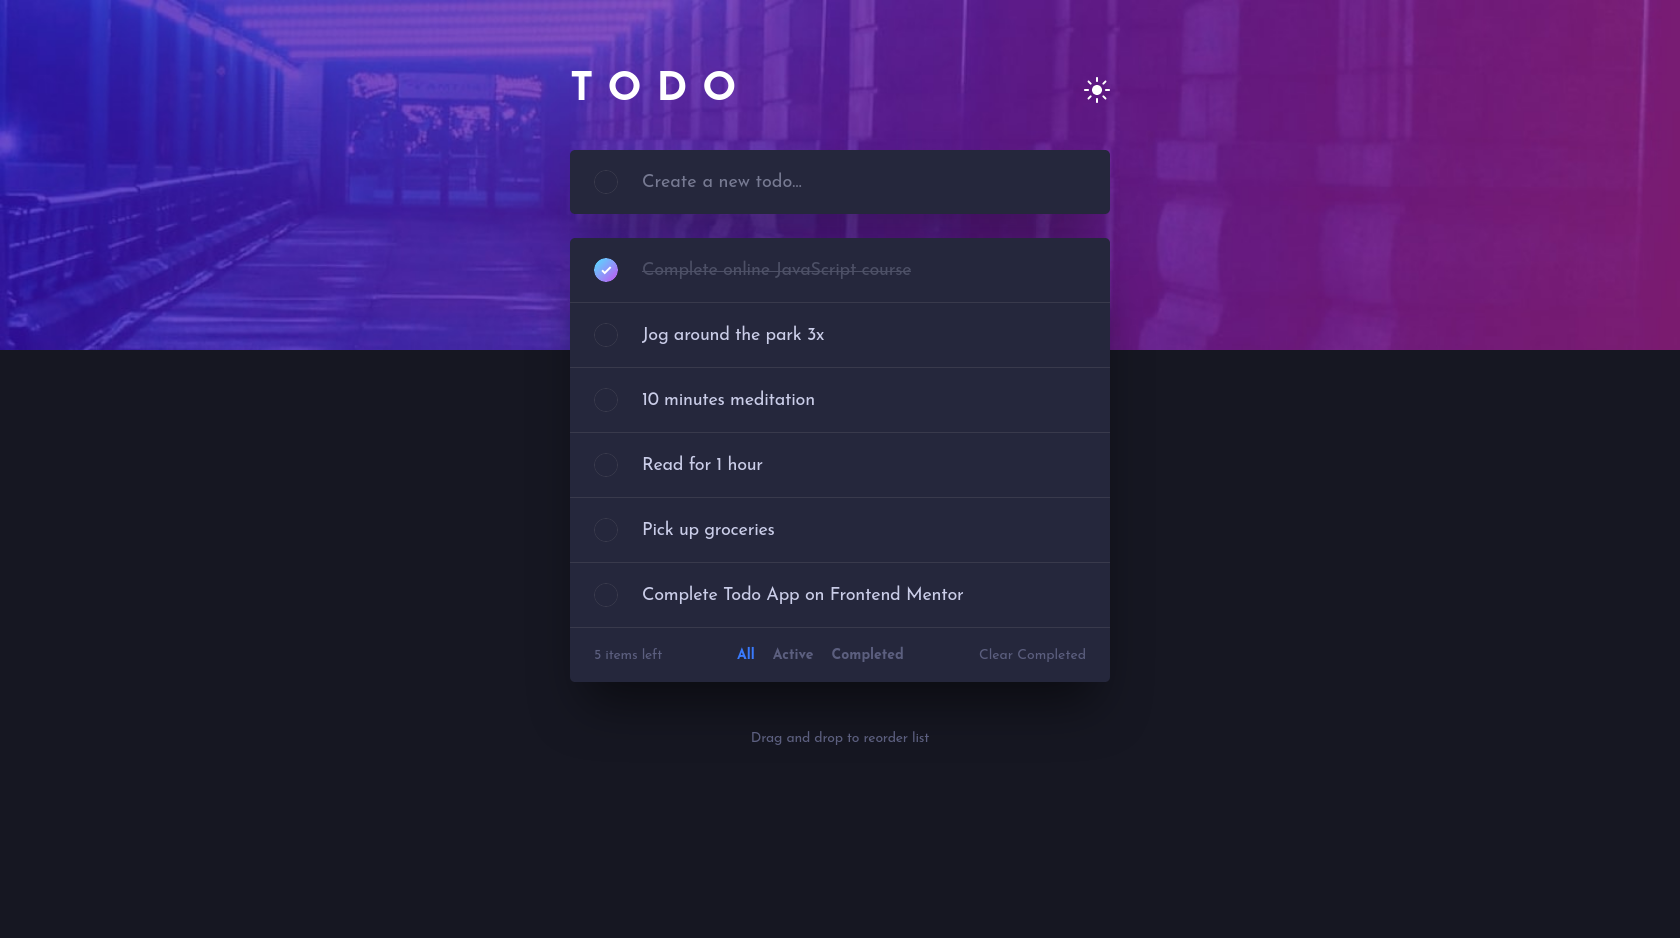 TODO
Create a new todo...
Complete online JavaScript course
Jog around the park 3x
10 minutes meditation
Read for 1 hour
Pick up groceries
Complete Todo App on Frontend Mentor
5 items left All Active Completed Clear Completed
Drag and drop to reorder list